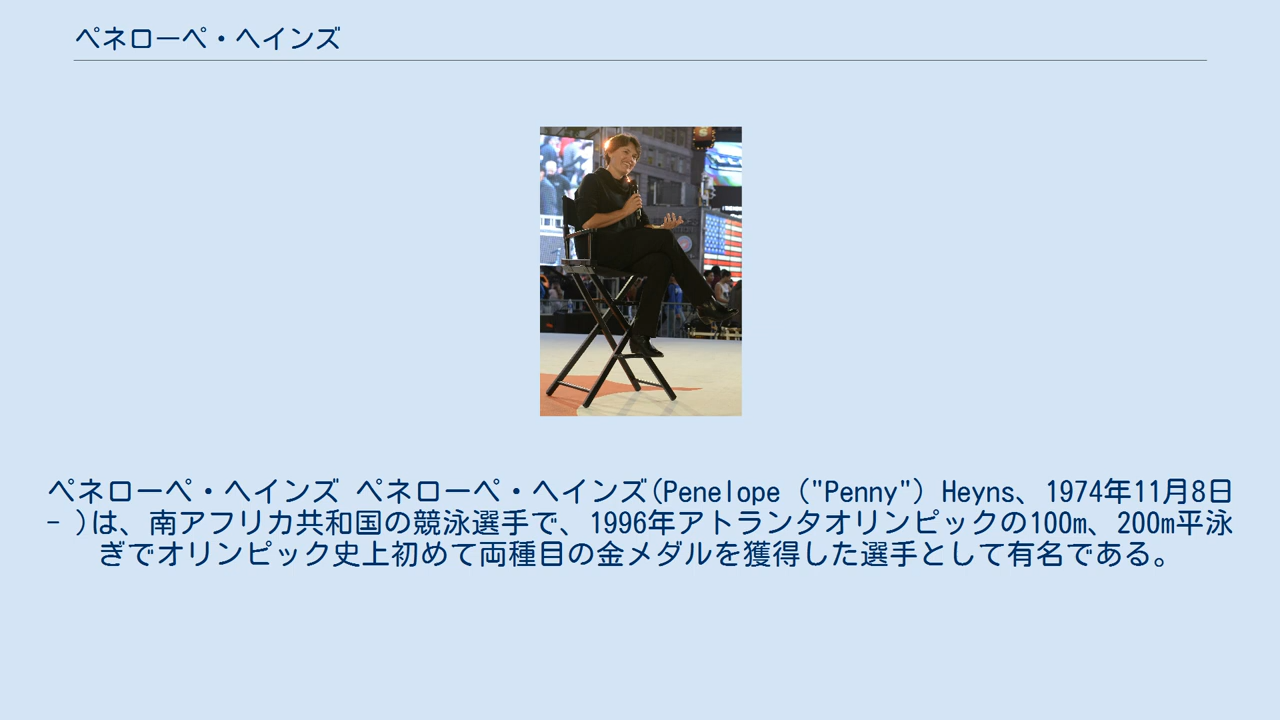 ペネローペ・ヘインズ
ペネローペ・ヘインズ ペネローペ・ヘインズ(Penelope ("Penny") Heyns、1974年11月8日
- )は、南アフリカ共和国の競泳選手で、1996年アトランタオリンピックの100m、200m平泳
ぎでオリンピック史上初めて両種目の金メダルを獲得した選手として有名である。